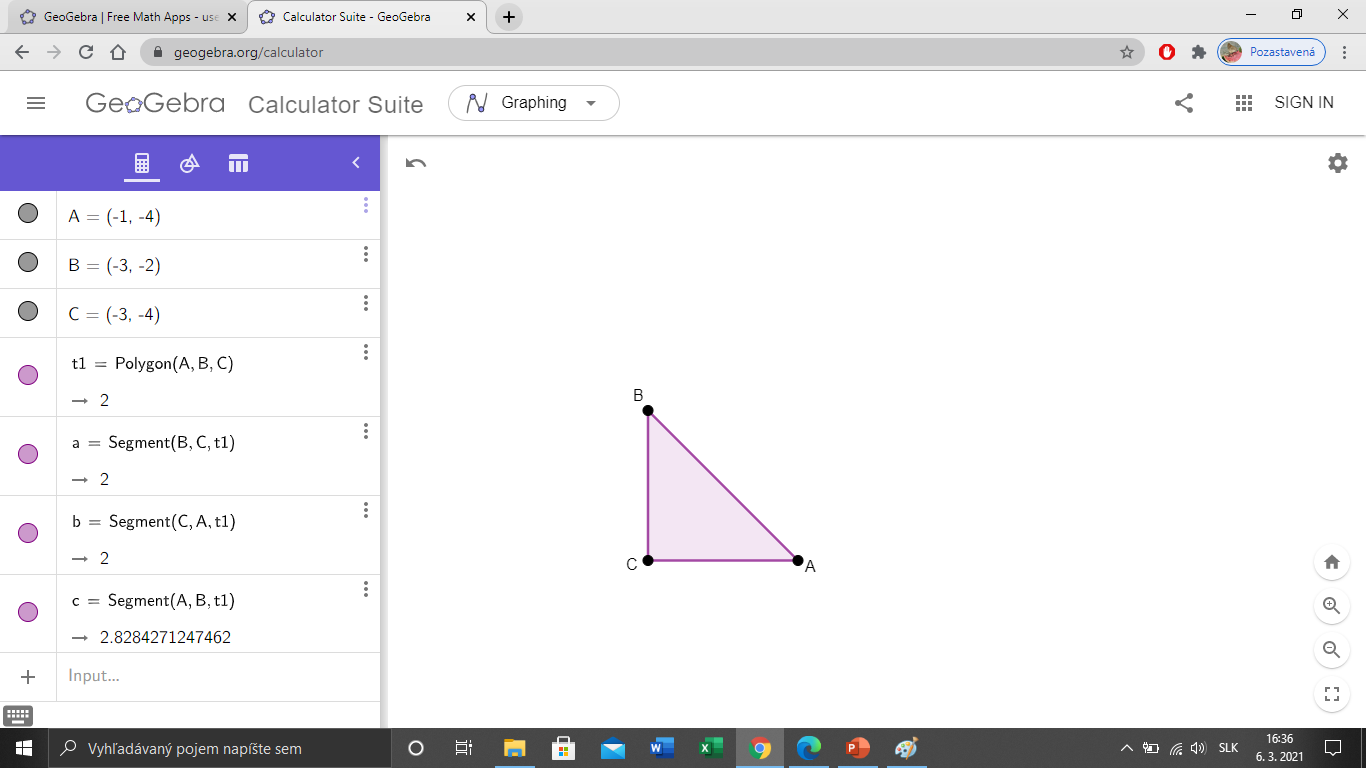 GeoGebra | Free Math Apps - use
Calculator Suite - GeoGebra
geogebra.org/calculator
Pozastavená
GeoGebra Calculator Suite
Graphing
SIGN IN
A = (-1, -4)
B = (-3, -2)
C = (-3, -4)
t1 = Polygon(A, B, C)
→ 2
a = Segment(B, C, t1)
→ 2
b = Segment(C, A, t1)
→ 2
c = Segment(A, B, t1)
→ 2.8284271247462
Input...
B
C
A
Vyhľadávaný pojem napíšte sem
SLK
16:36
6. 3. 2021